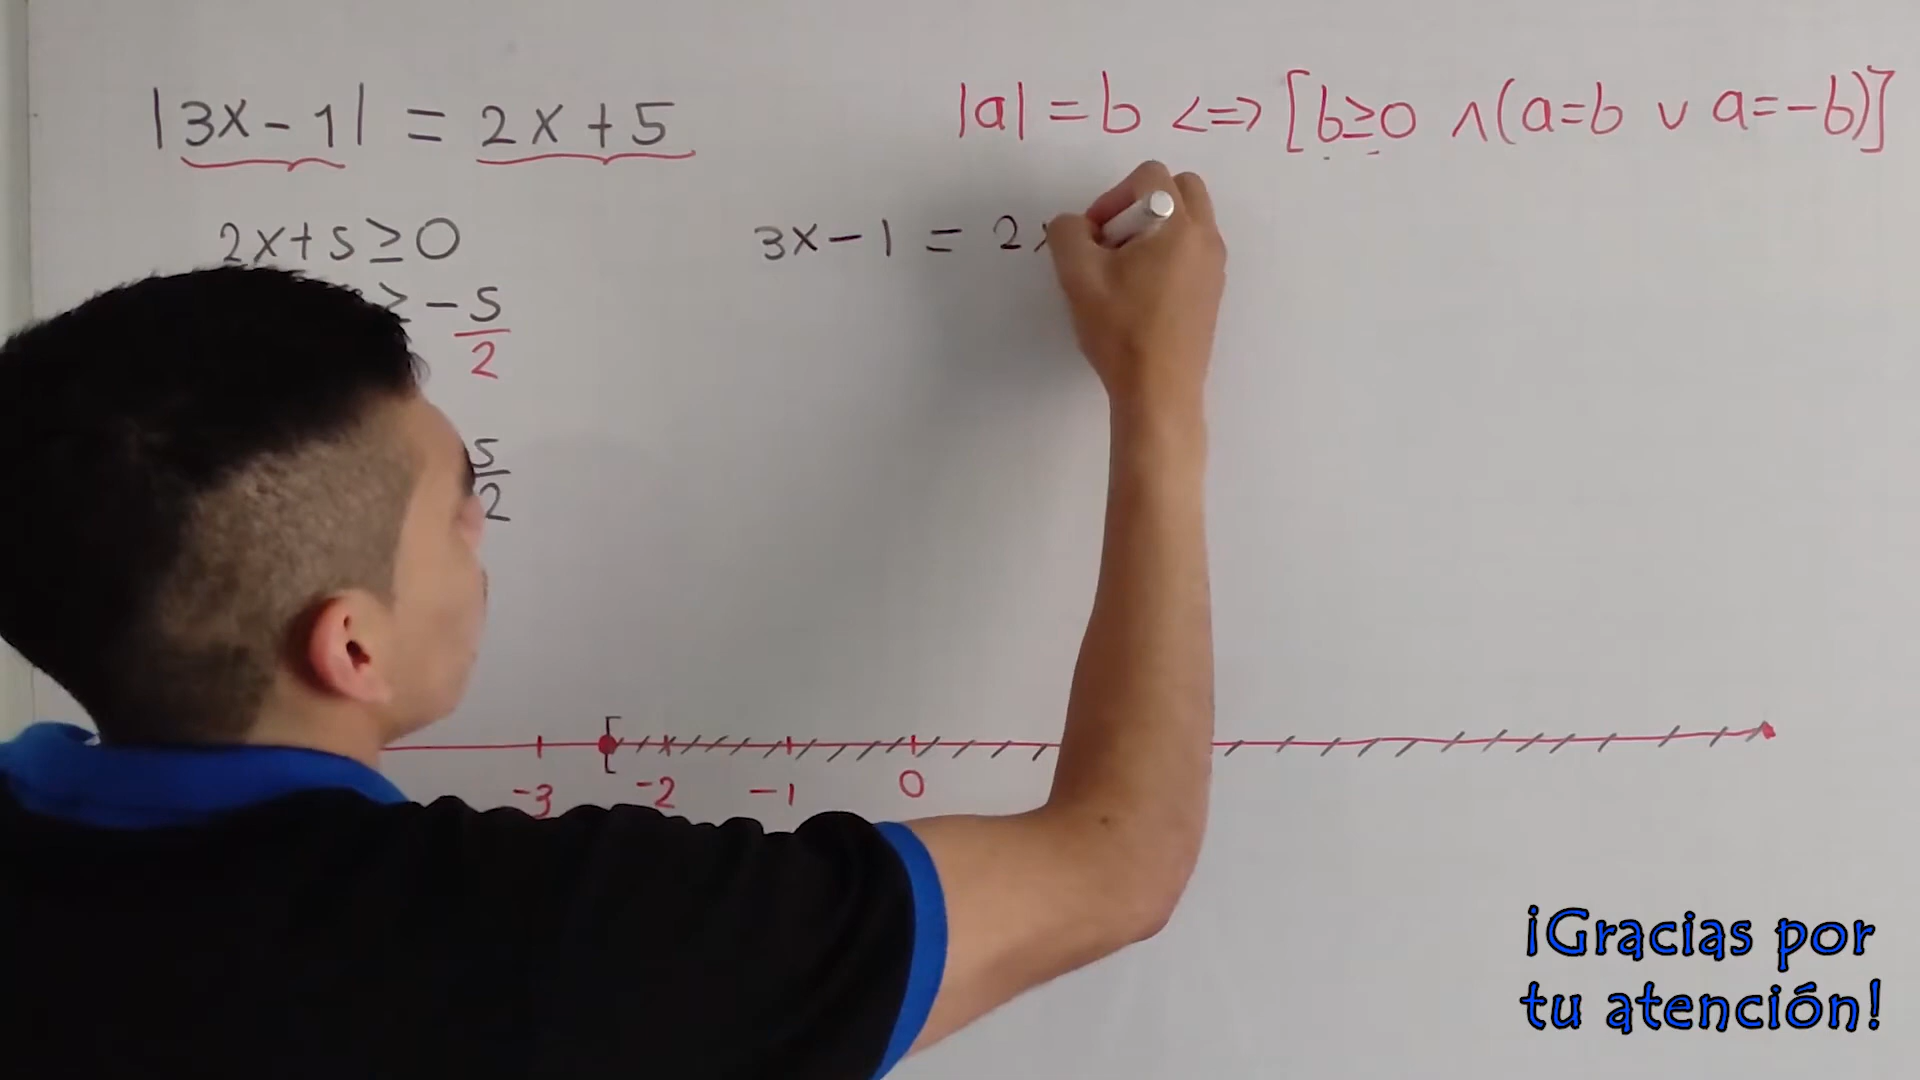 |3x-1| = 2x+5
|a| = b <=> [b≥0 ∧(a=b ∨ a=-b)]
2x+5≥0
3x-1 = 2x
≥ -5
2
5
2
-3 -2 -1 0
¡Gracias por
tu atención!